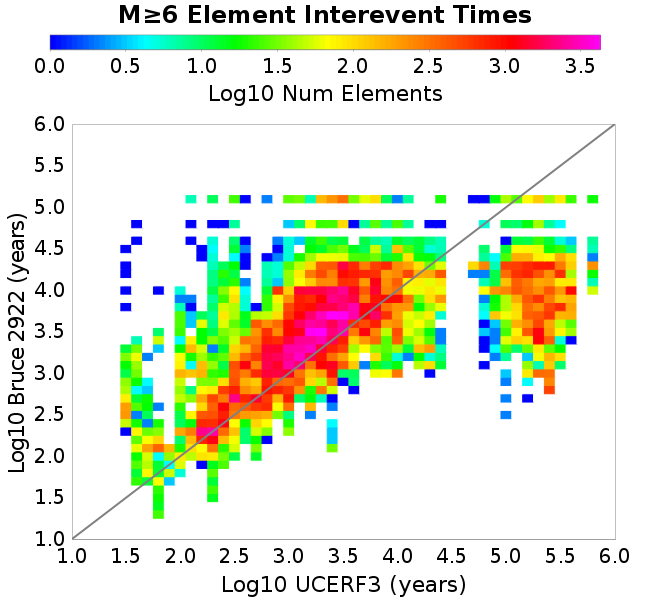 M≥6 Element Interevent Times
0.0 0.5 1.0 1.5 2.0 2.5 3.0 3.5
Log10 Num Elements
6.0
5.5
5.0
4.5
4.0
3.5
3.0
2.5
2.0
1.5
1.0
Log10 Bruce 2922 (years)
1.0 1.5 2.0 2.5 3.0 3.5 4.0 4.5 5.0 5.5 6.0
Log10 UCERF3 (years)